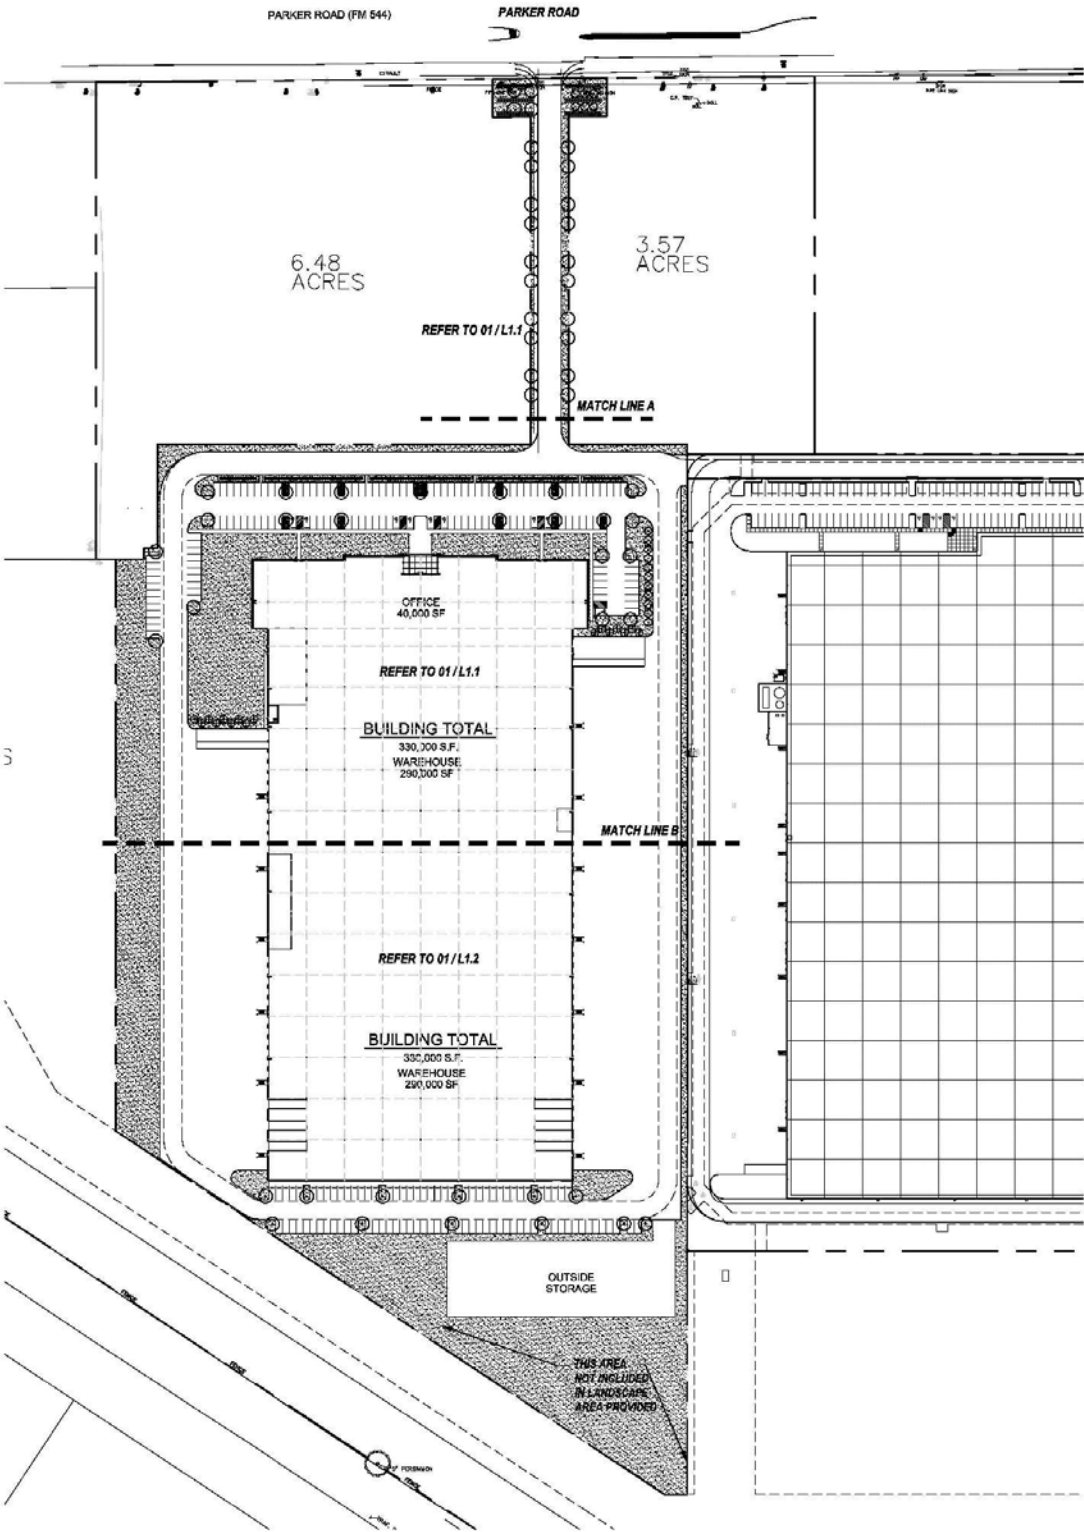 PARKER ROAD (FM 544)
PARKER ROAD
6.48
ACRES
3.57
ACRES
REFER TO 01 / L1.1
MATCH LINE A
OFFICE
40,000 SF
REFER TO 01 / L1.1
BUILDING TOTAL
330,000 S.F.
WAREHOUSE
290,000 SF
S
MATCH LINE B
REFER TO 01 / L1.2
BUILDING TOTAL
330,000 S.F.
WAREHOUSE
290,000 SF
OUTSIDE
STORAGE
THIS AREA
NOT INCLUDED
IN LANDSCAPE
AREA PROVIDED